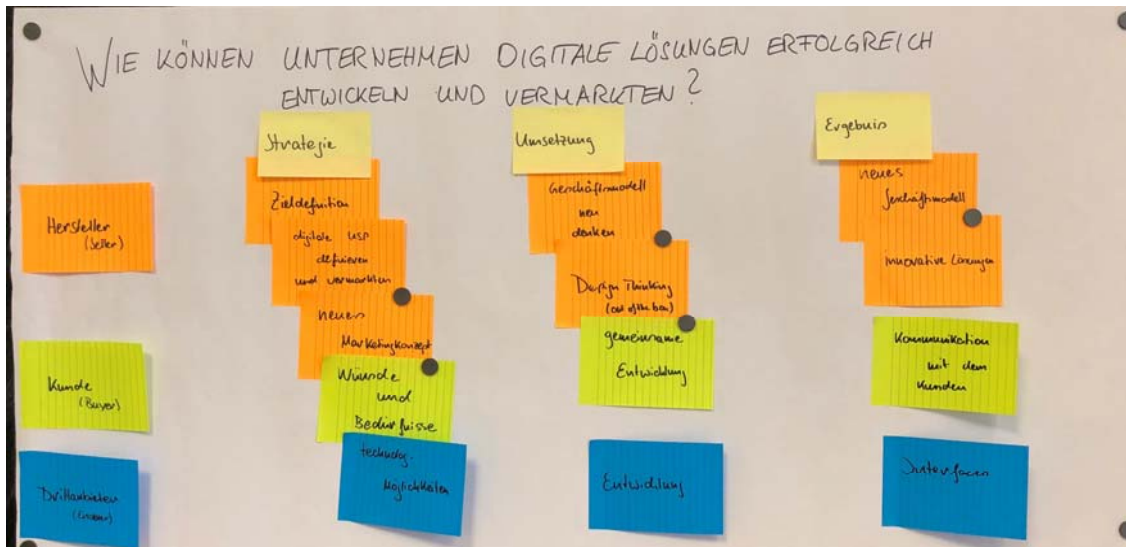 WIE KÖNNEN UNTERNEHMEN DIGITALE LÖSUNGEN ERFOLGREICH
ENTWICKELN UND VERMARKTEN?
Strategie
Umsetzung
Ergebnis
Hersteller
(Seller)
Zieldefinition
digitale USP
definieren
und vermarkten
neues
Marketingkonzept
Geschäftsmodell
neu
denken
Design Thinking
(out of the box)
neues
Geschäftsmodell
innovative Lösungen
Kunde
(Buyer)
Wünsche
und
Bedürfnisse
gemeinsame
Entwicklung
Kommunikation
mit dem
Kunden
Drittanbieter
technolog.
Möglichkeiten
Entwicklung
Interfaces